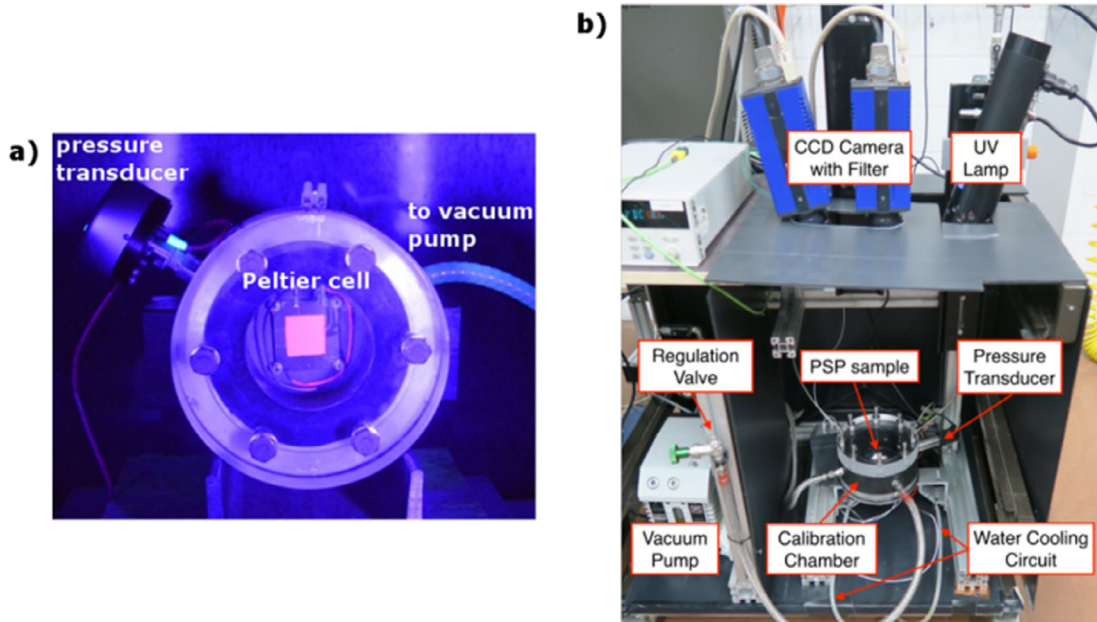 a)
pressure
transducer
to vacuum
pump
Peltier cell
b)
CCD Camera
with Filter
UV
Lamp
Regulation
Valve
PSP sample
Pressure
Transducer
Vacuum
Pump
Calibration
Chamber
Water Cooling
Circuit